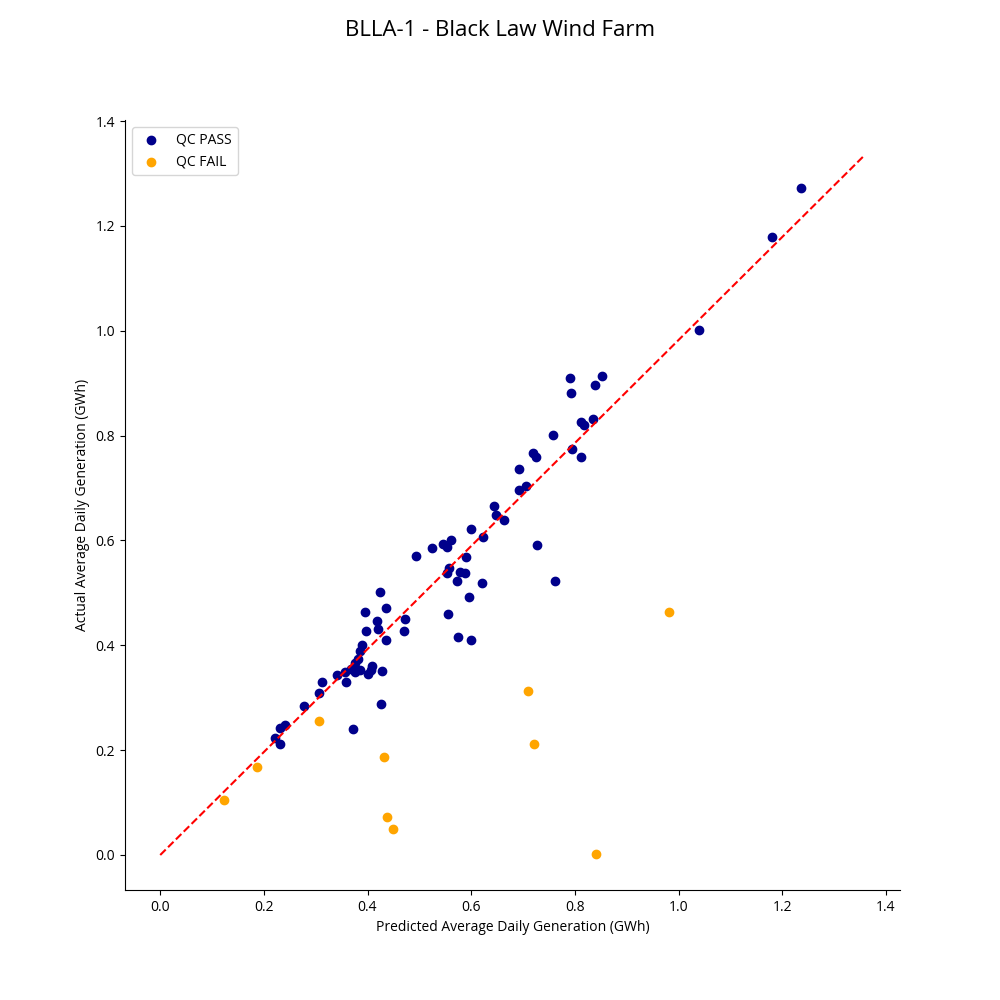 BLLA-1 - Black Law Wind Farm
QC PASS
QC FAIL
Actual Average Daily Generation (GWh)
1.4
1.2
1.0
0.8
0.6
0.4
0.2
0.0
0.0 0.2 0.4 0.6 0.8 1.0 1.2 1.4
Predicted Average Daily Generation (GWh)